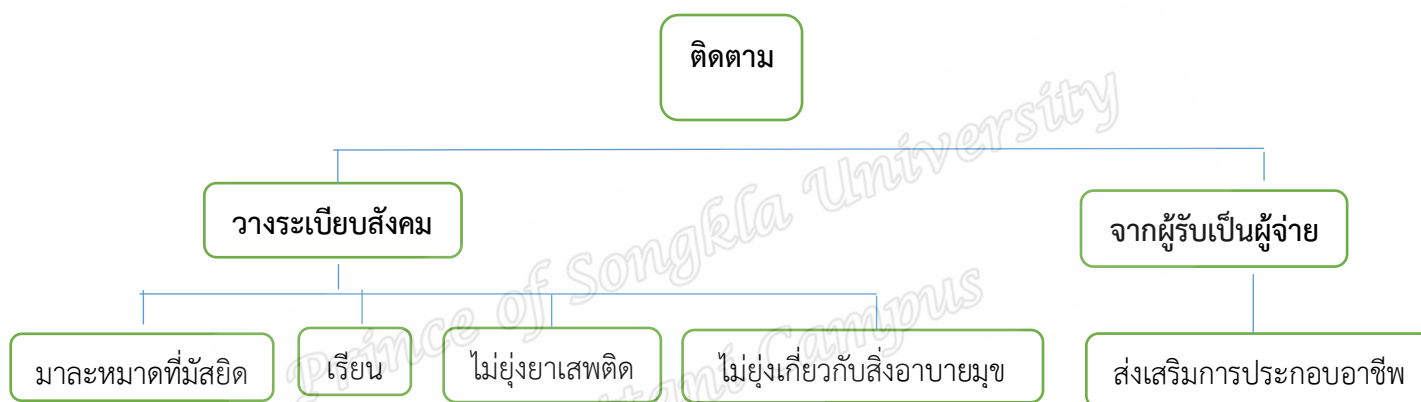 ติดตาม
วางระเบียบสังคม
จากผู้รับเป็นผู้จ่าย
มาละหมาดที่มัสยิด
เรียน
ไม่ยุ่งยาเสพติด
ไม่ยุ่งเกี่ยวกับสิ่งอาบายมุข
ส่งเสริมการประกอบอาชีพ
Prince of Songkla University
Pattani Campus